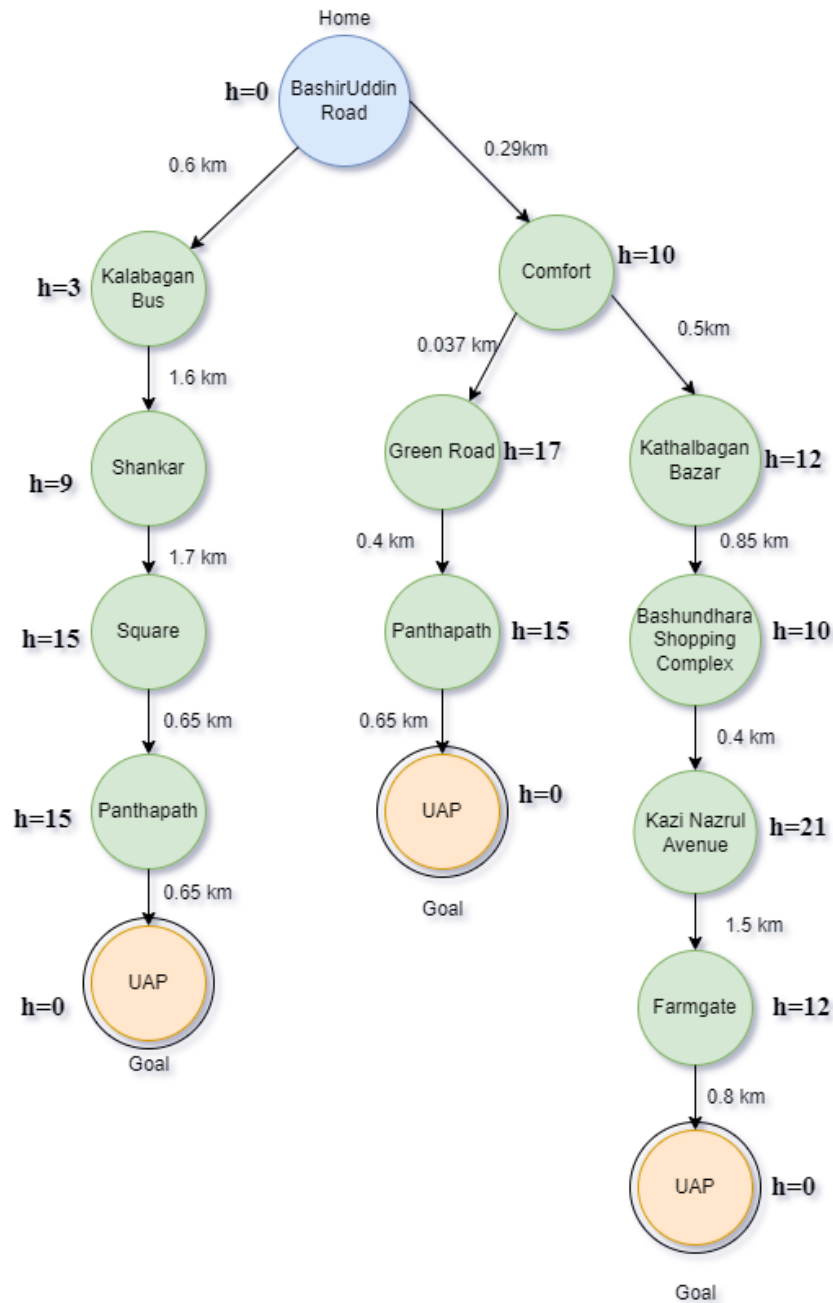 Home
BashirUddin
Road
h=0
0.6 km
0.29km
Kalabagan
Bus
h=3
Comfort
h=10
1.6 km
0.037 km
0.5km
Shankar
h=9
Green Road
h=17
Kathalbagan
Bazar
h=12
1.7 km
0.4 km
0.85 km
Square
h=15
Panthapath
h=15
Bashundhara
Shopping
Complex
h=10
0.65 km
0.65 km
0.4 km
Panthapath
h=15
UAP
h=0
Goal
Kazi Nazrul
Avenue
h=21
0.65 km
1.5 km
UAP
h=0
Goal
Farmgate
h=12
0.8 km
UAP
h=0
Goal